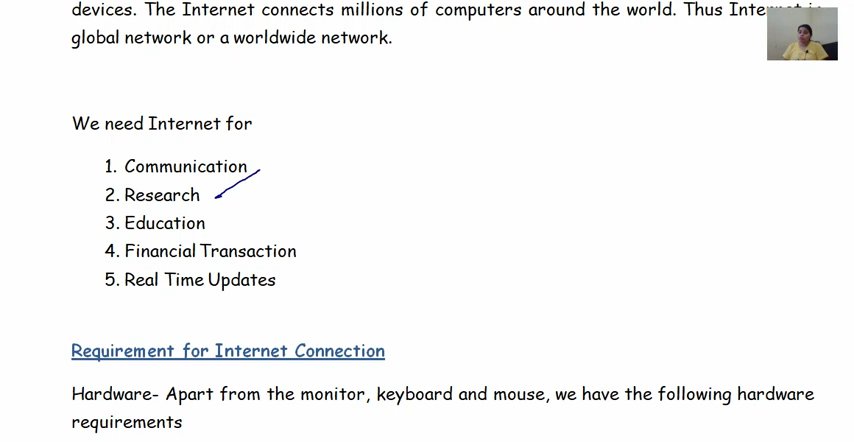 devices. The Internet connects millions of computers around the world. Thus
global network or a worldwide network.
We need Internet for
1. Communication
2. Research
3. Education
4. Financial Transaction
5. Real Time Updates
Requirement for Internet Connection
Hardware- Apart from the monitor, keyboard and mouse, we have the following hardware
requirements